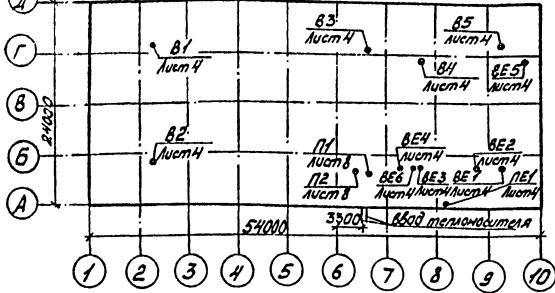 Д
В3
В5
Г
В1
Лист 4
Лист 4
Лист 4
В4
ВЕ5
Лист 4
Лист 4
В
24000
В2
Лист 4
П1
Лист 8
ВЕ4
Лист 4
ВЕ2
Лист 4
Б
П2
Лист 8
ВЕ6
ВЕ3
ВЕ7
ПЕ1
Лист 4
Лист 4
Лист 4
Лист 4
А
3300
Ввод теплоносителя
54000
1 2 3 4 5 6 7 8 9 10